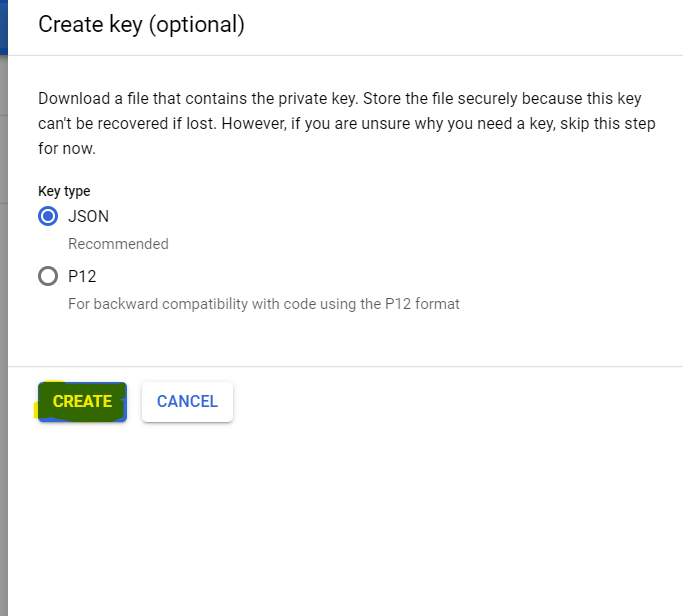 Create key (optional)
Download a file that contains the private key. Store the file securely because this key
can't be recovered if lost. However, if you are unsure why you need a key, skip this step
for now.
Key type
JSON
Recommended
P12
For backward compatibility with code using the P12 format
CREATE CANCEL